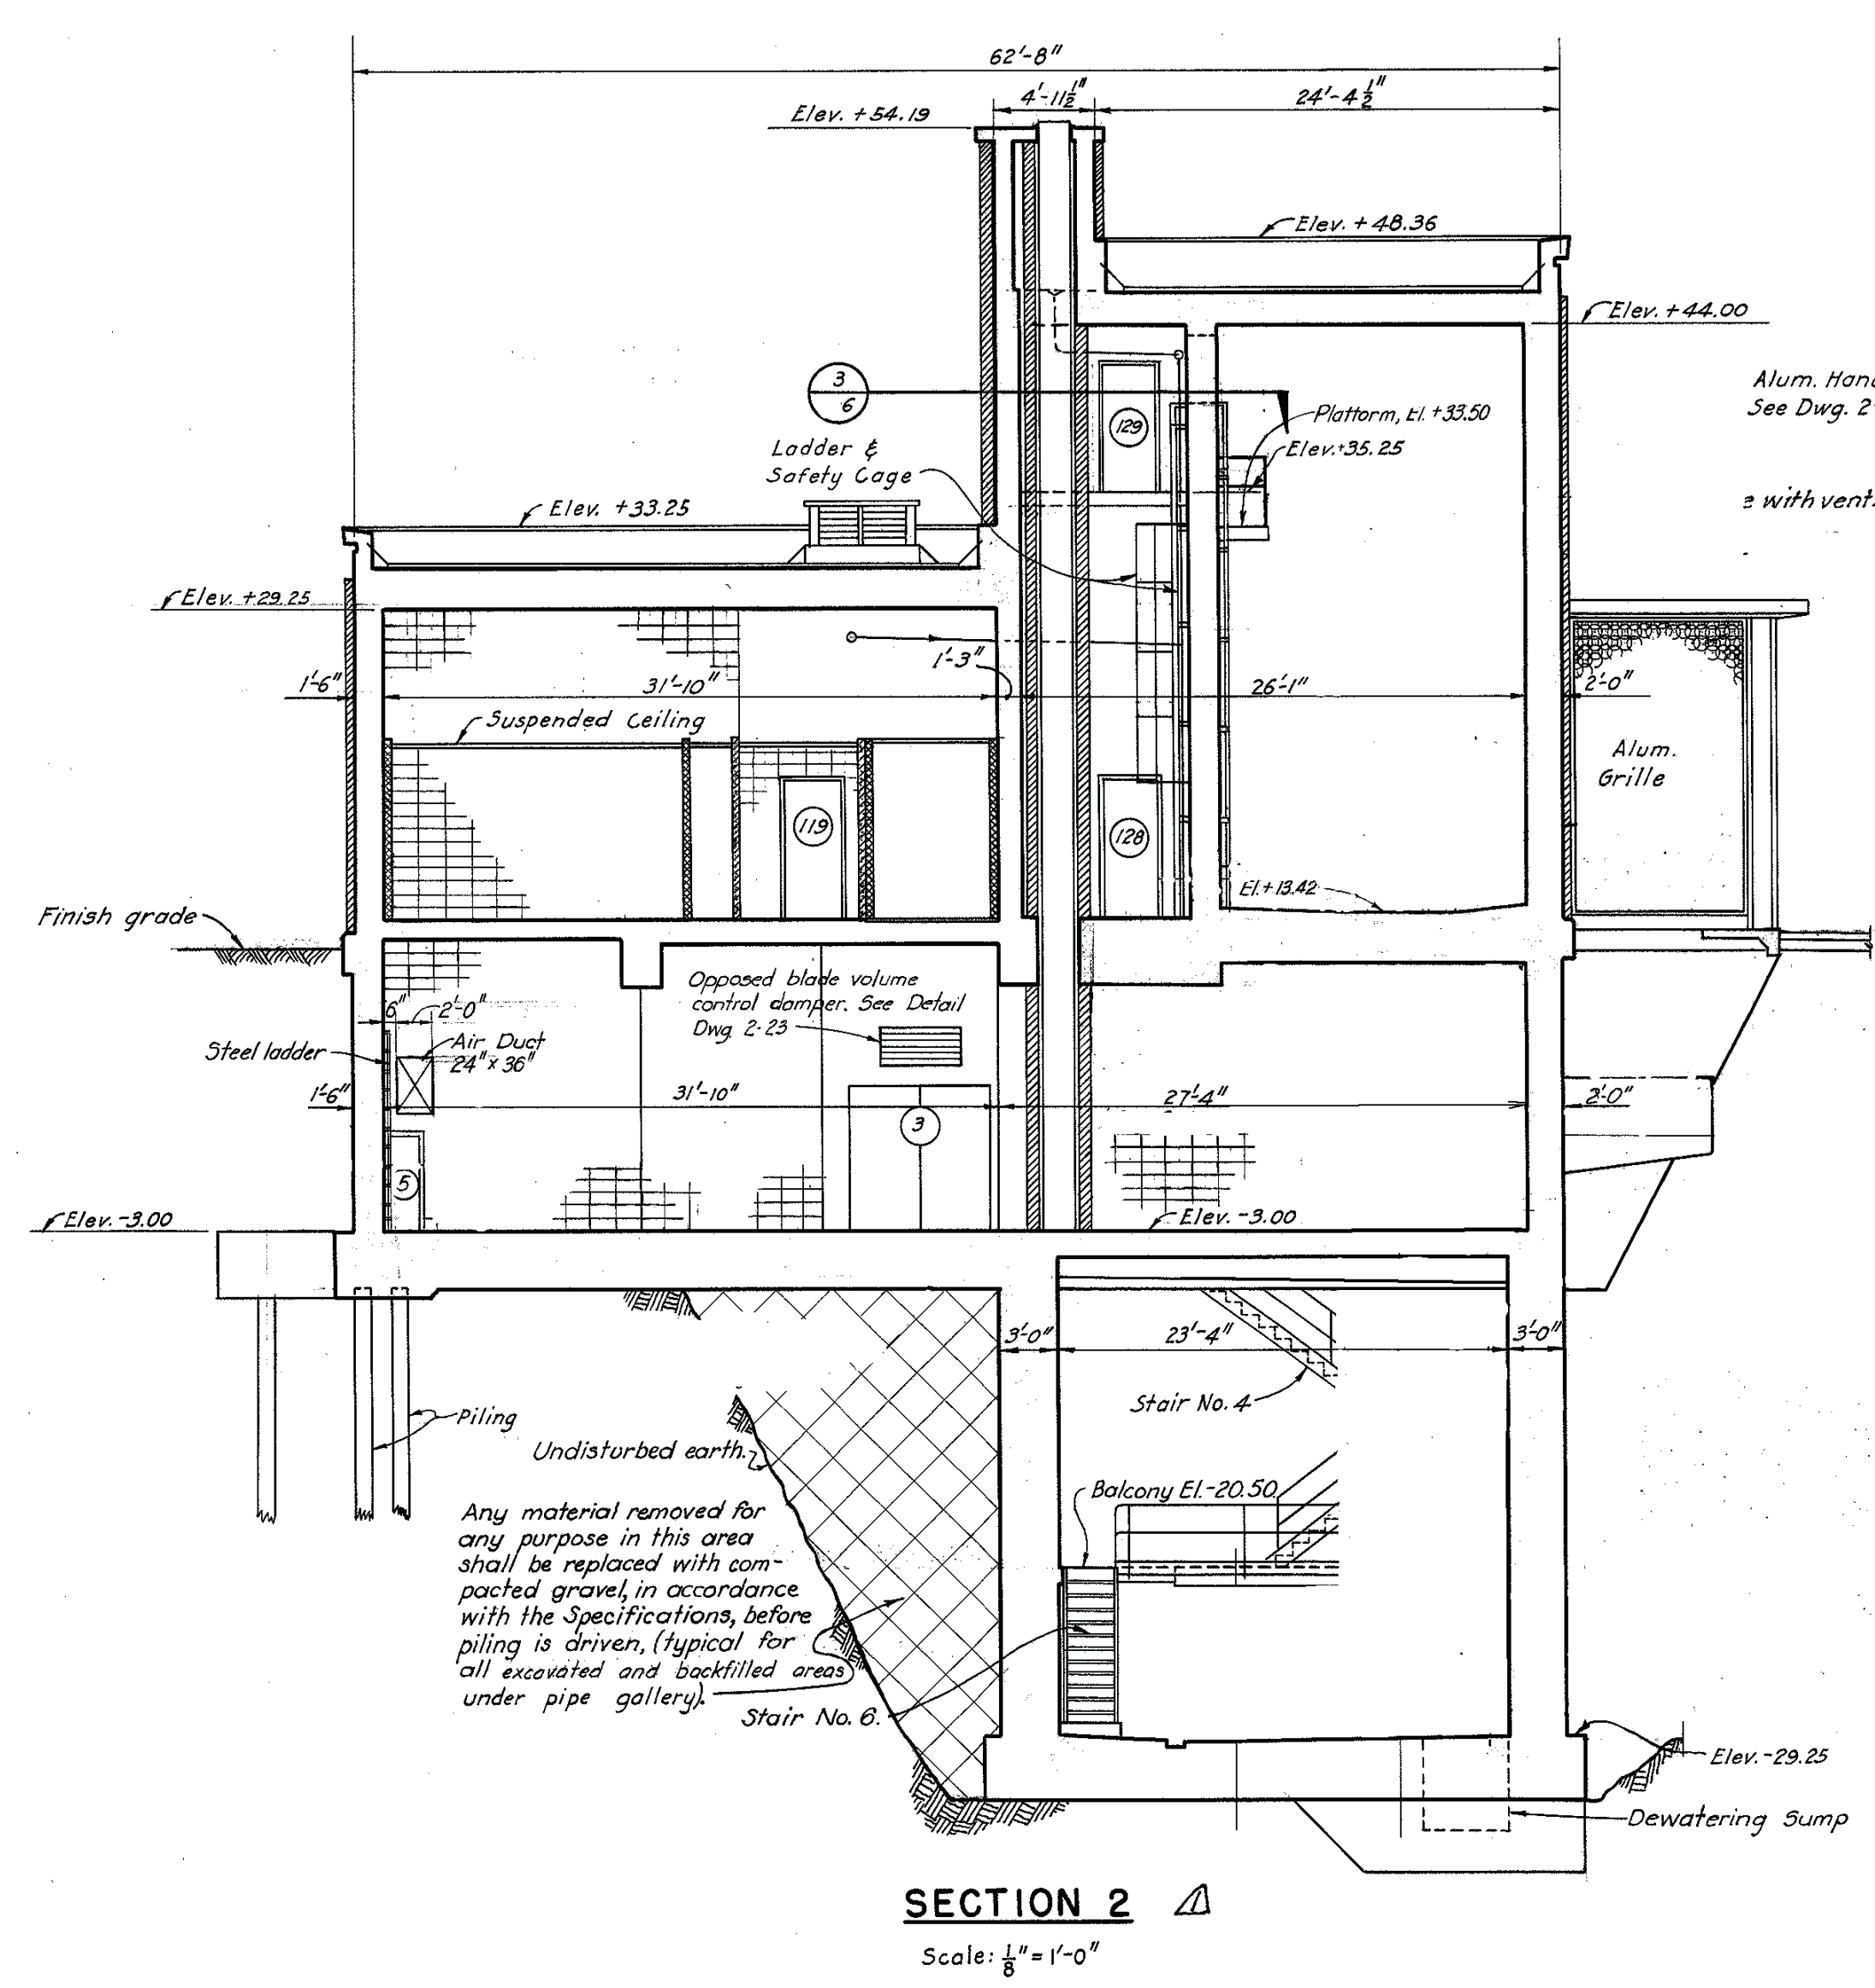 62'-8"
4'-11½"
24'-4½"
Elev. +54.19
Elev. +48.36
Elev. +44.00
3
6
Alum. Han
See Dwg. 2
Platform, El. +33.50
129
Elev. +35.25
Ladder &
Safety Cage
with vent.
Elev. +33.25
Elev. +29.25
1'-3"
1'-6"
31'-10"
26'-1"
2'-0"
Suspended Ceiling
Alum.
Grille
119
128
El. +13.42
Finish grade
Opposed blade volume
control damper. See Detail
Dwg. 2-23
6"
2'-0"
Air Duct
24" x 36"
Steel ladder
1'-6"
31'-10"
27'-4"
2'-0"
3
5
Elev. -3.00
Elev. -3.00
3'-0"
23'-4"
3'-0"
Stair No. 4
Piling
Undisturbed earth.
Balcony El. -20.50
Any material removed for
any purpose in this area
shall be replaced with com-
pacted gravel, in accordance
with the Specifications, before
piling is driven, (typical for
all excavated and backfilled areas
under pipe gallery).
Stair No. 6.
Elev. -29.25
Dewatering Sump
SECTION 2
1
Scale: ⅛" = 1'-0"